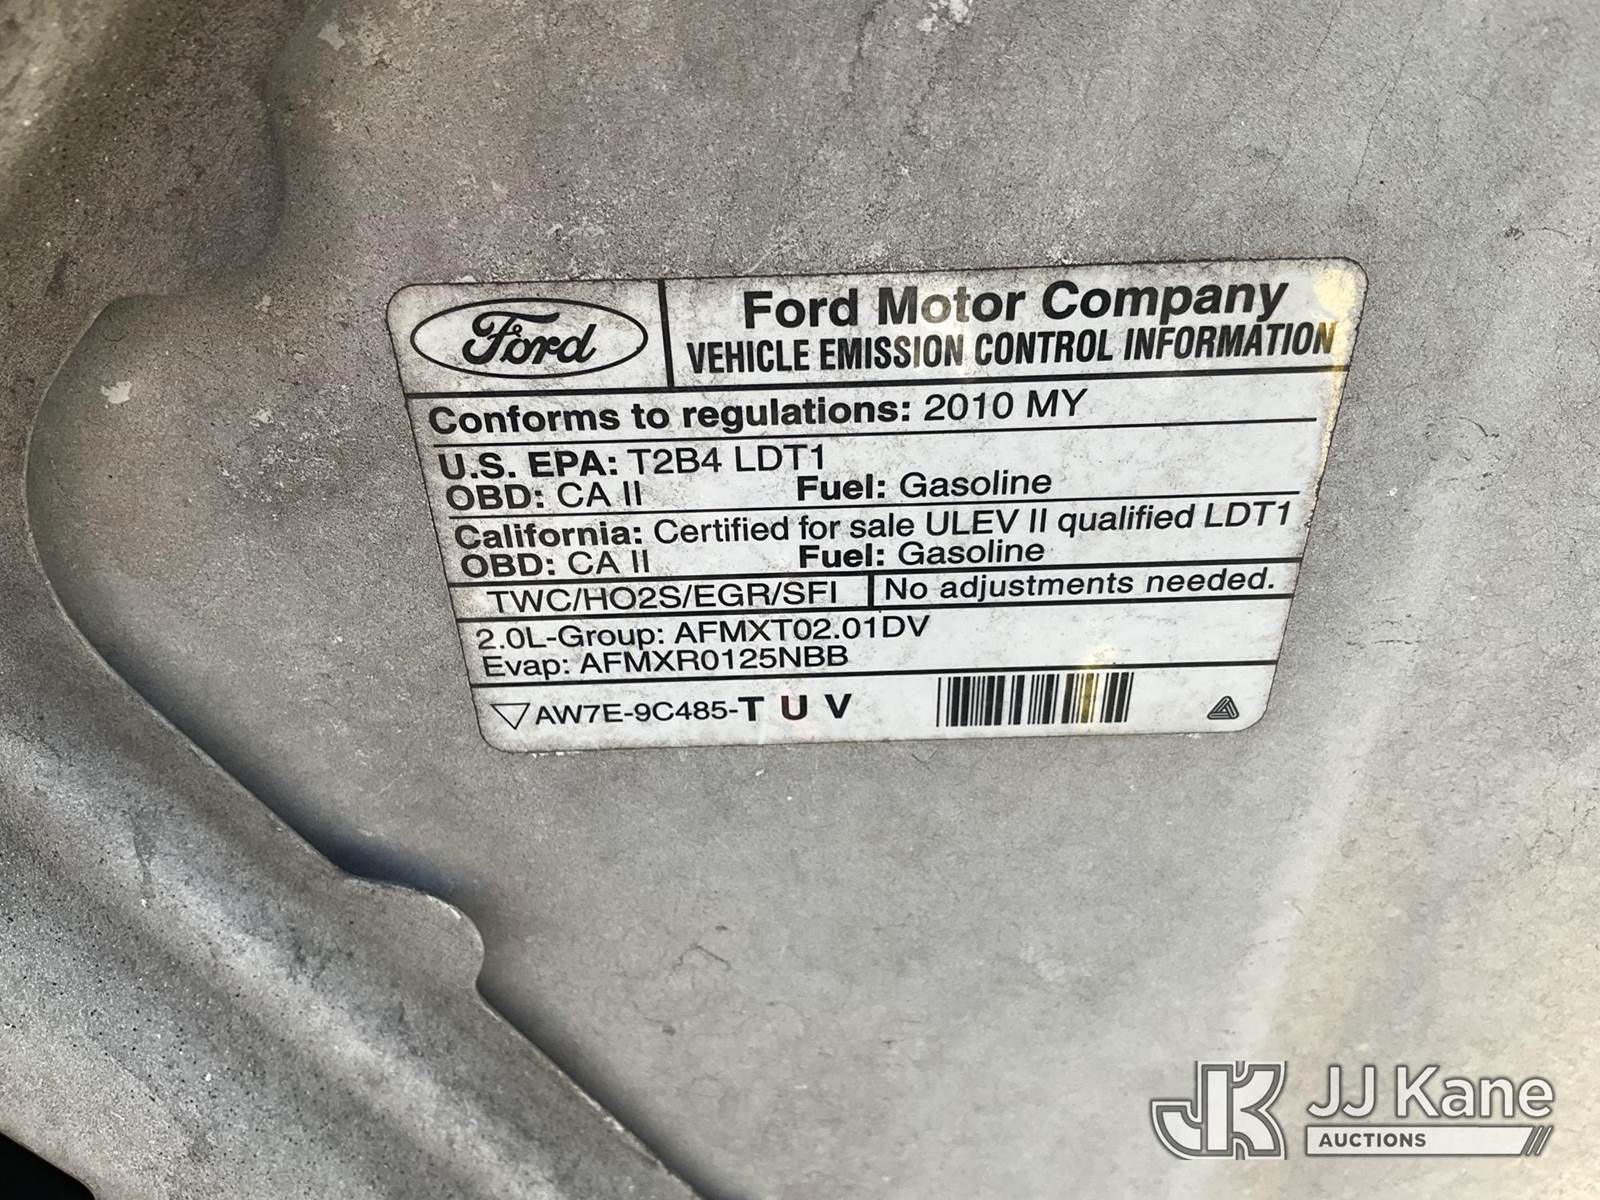 Ford
Ford Motor Company
VEHICLE EMISSION CONTROL INFORMATION
Conforms to regulations: 2010 MY
U.S. EPA: T2B4 LDT1
OBD: CA II Fuel: Gasoline
California: Certified for sale ULEV II qualified LDT1
OBD: CA II Fuel: Gasoline
TWC/HO2S/EGR/SFI No adjustments needed.
2.0L-Group: AFMXT02.01DV
Evap: AFMXR0125NBB
AW7E-9C485-T U V
JK JJ Kane
AUCTIONS